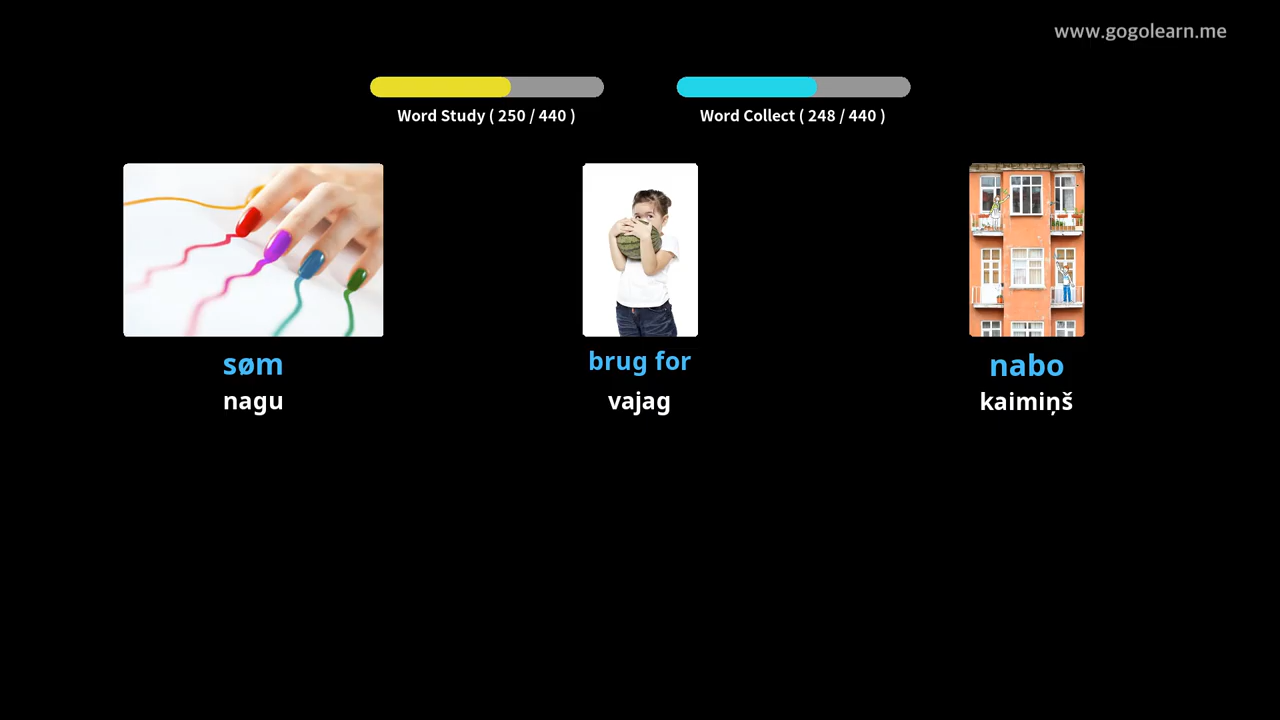 www.gogolearn.me
Word Study ( 250 / 440 )
Word Collect ( 248 / 440 )
søm
brug for
nabo
nagu
vajag
kaimiņš